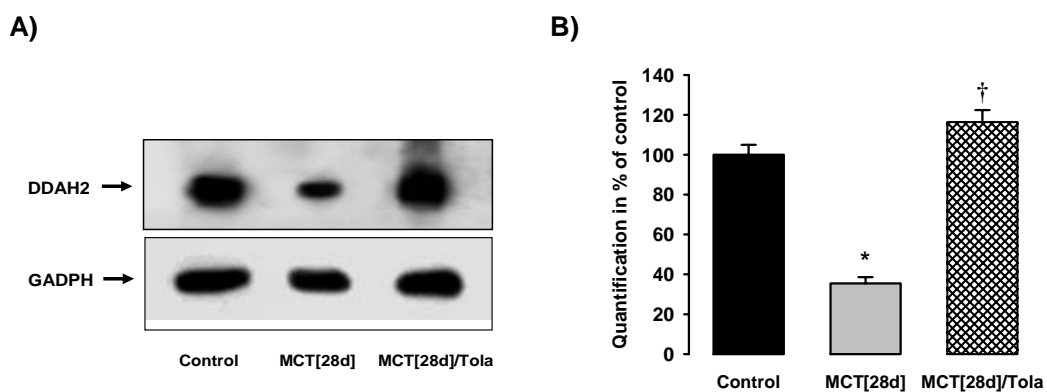 A)
DDAH2
GADPH
Control MCT[28d] MCT[28d]/Tola
B)
Quantification in % of control
140
120
100
80
60
40
20
0
*
†
Control MCT[28d] MCT[28d]/Tola